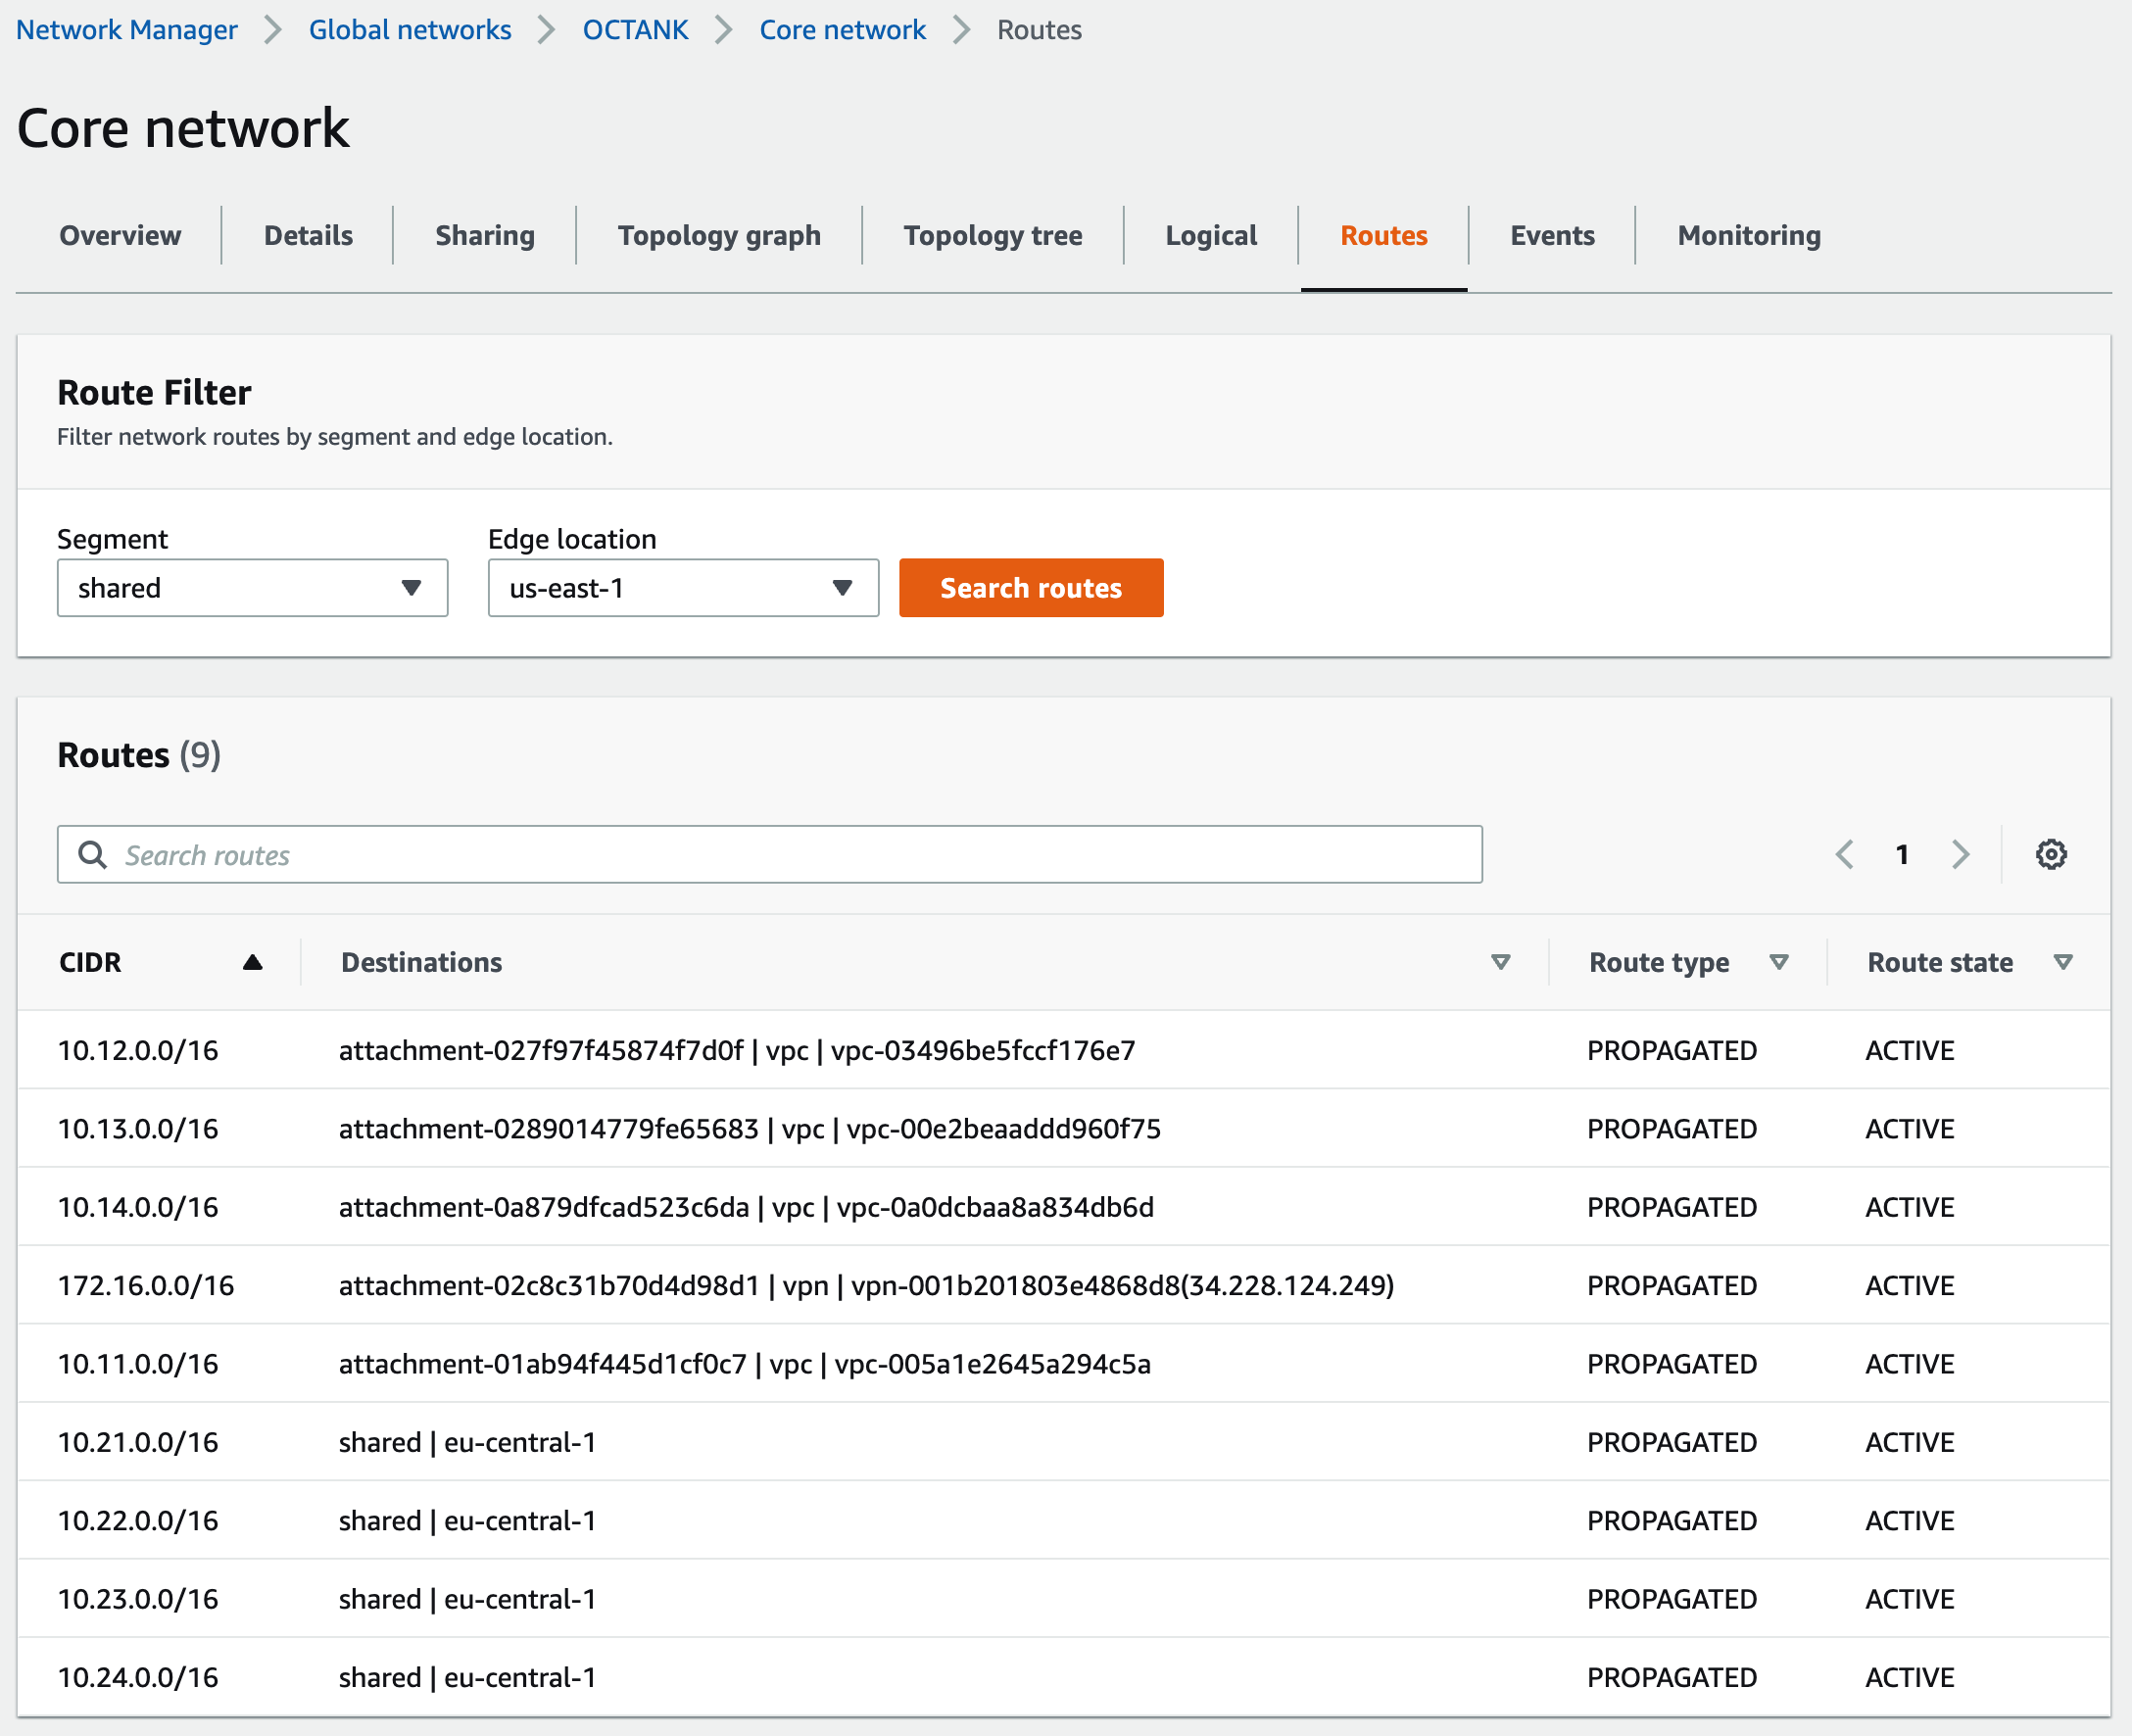 Network Manager > Global networks > OCTANK > Core network > Routes
Core network
Overview Details Sharing Topology graph Topology tree Logical Routes Events Monitoring
Route Filter
Filter network routes by segment and edge location.
Segment Edge location
shared us-east-1 Search routes
Routes (9)
Search routes 1
CIDR Destinations Route type Route state
10.12.0.0/16 attachment-027f97f45874f7d0f | vpc | vpc-03496be5fccf176e7 PROPAGATED ACTIVE
10.13.0.0/16 attachment-0289014779fe65683 | vpc | vpc-00e2beaaddd960f75 PROPAGATED ACTIVE
10.14.0.0/16 attachment-0a879dfcad523c6da | vpc | vpc-0a0dcbaa8a834db6d PROPAGATED ACTIVE
172.16.0.0/16 attachment-02c8c31b70d4d98d1 | vpn | vpn-001b201803e4868d8(34.228.124.249) PROPAGATED ACTIVE
10.11.0.0/16 attachment-01ab94f445d1cf0c7 | vpc | vpc-005a1e2645a294c5a PROPAGATED ACTIVE
10.21.0.0/16 shared | eu-central-1 PROPAGATED ACTIVE
10.22.0.0/16 shared | eu-central-1 PROPAGATED ACTIVE
10.23.0.0/16 shared | eu-central-1 PROPAGATED ACTIVE
10.24.0.0/16 shared | eu-central-1 PROPAGATED ACTIVE